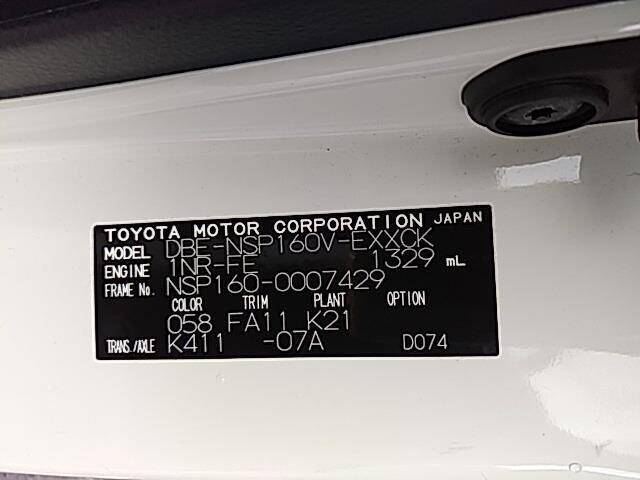 TOYOTA MOTOR CORPORATION JAPAN
MODEL DBE-NSP160V-EXXCK
ENGINE 1NR-FE 1329 mL
FRAME No. NSP160-0007429
COLOR TRIM PLANT OPTION
058 FA11 K21
TRANS./AXLE K411 -07A D074